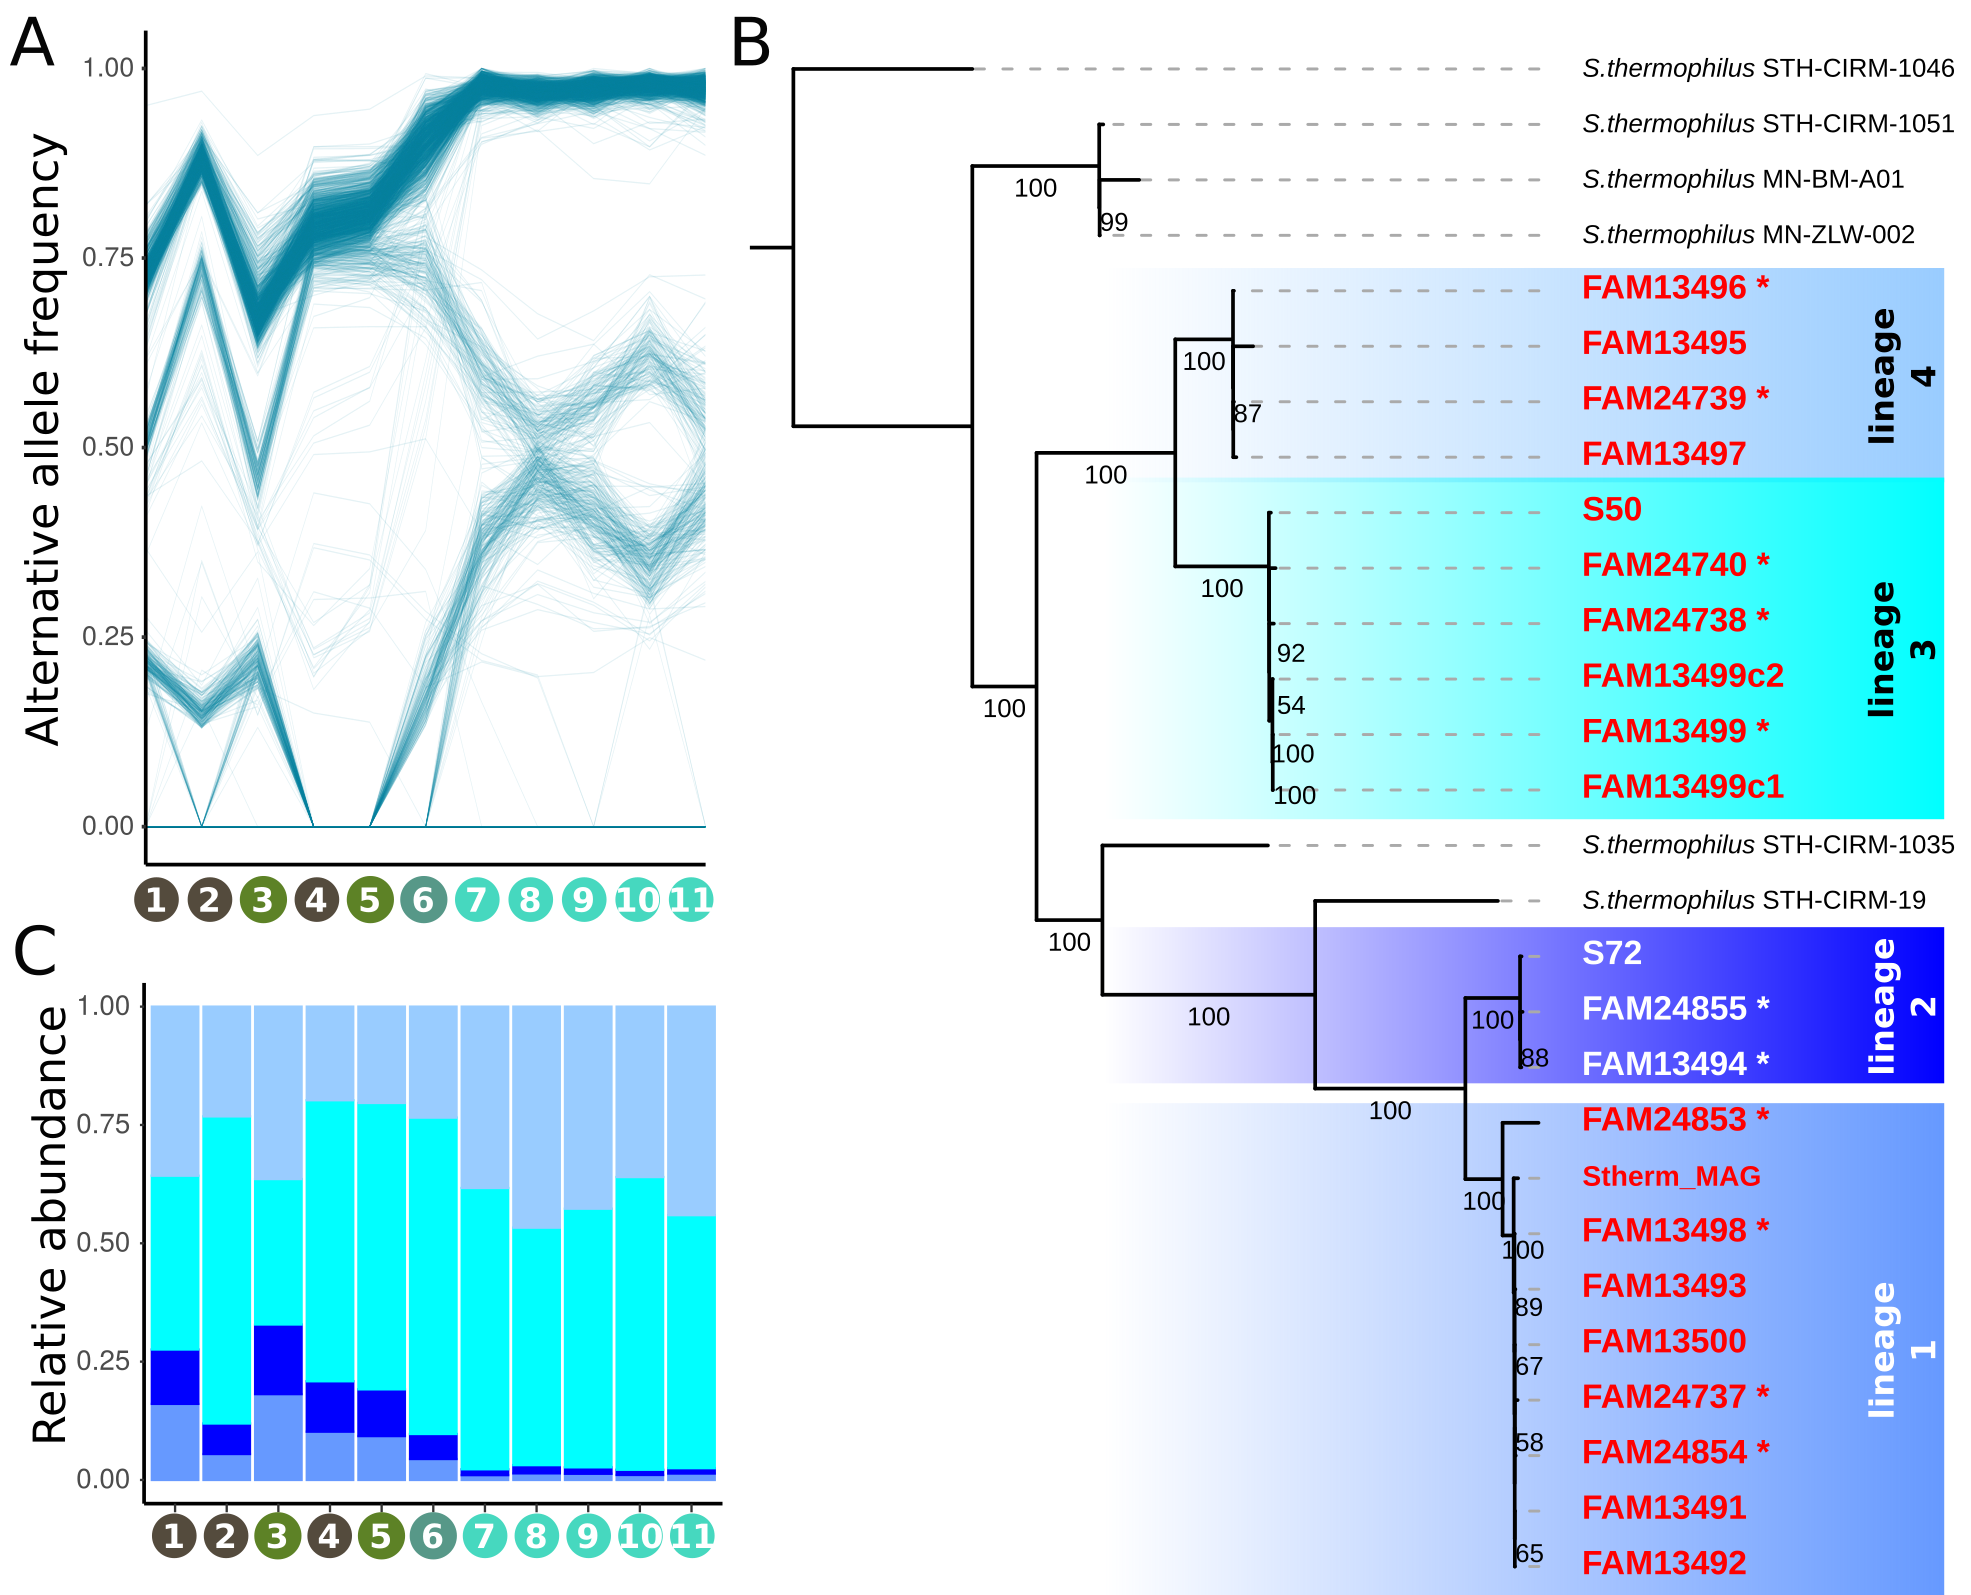 A
Alternative allele frequency
1.00
0.75
0.50
0.25
0.00
1 2 3 4 5 6 7 8 9 10 11
B
S.thermophilus STH-CIRM-1046
S.thermophilus STH-CIRM-1051
S.thermophilus MN-BM-A01
S.thermophilus MN-ZLW-002
FAM13496 *
FAM13495
FAM24739 *
FAM13497
lineage
4
S50
FAM24740 *
FAM24738 *
FAM13499c2
FAM13499 *
FAM13499c1
lineage
3
S.thermophilus STH-CIRM-1035
S.thermophilus STH-CIRM-19
S72
FAM24855 *
FAM13494 *
lineage
2
FAM24853 *
Stherm_MAG
FAM13498 *
FAM13493
FAM13500
FAM24737 *
FAM24854 *
FAM13491
FAM13492
lineage
1
100
99
100
87
100
100
92
54
100
100
100
100
100
100
88
100
100
100
89
67
58
65
C
Relative abundance
1.00
0.75
0.50
0.25
0.00
1 2 3 4 5 6 7 8 9 10 11